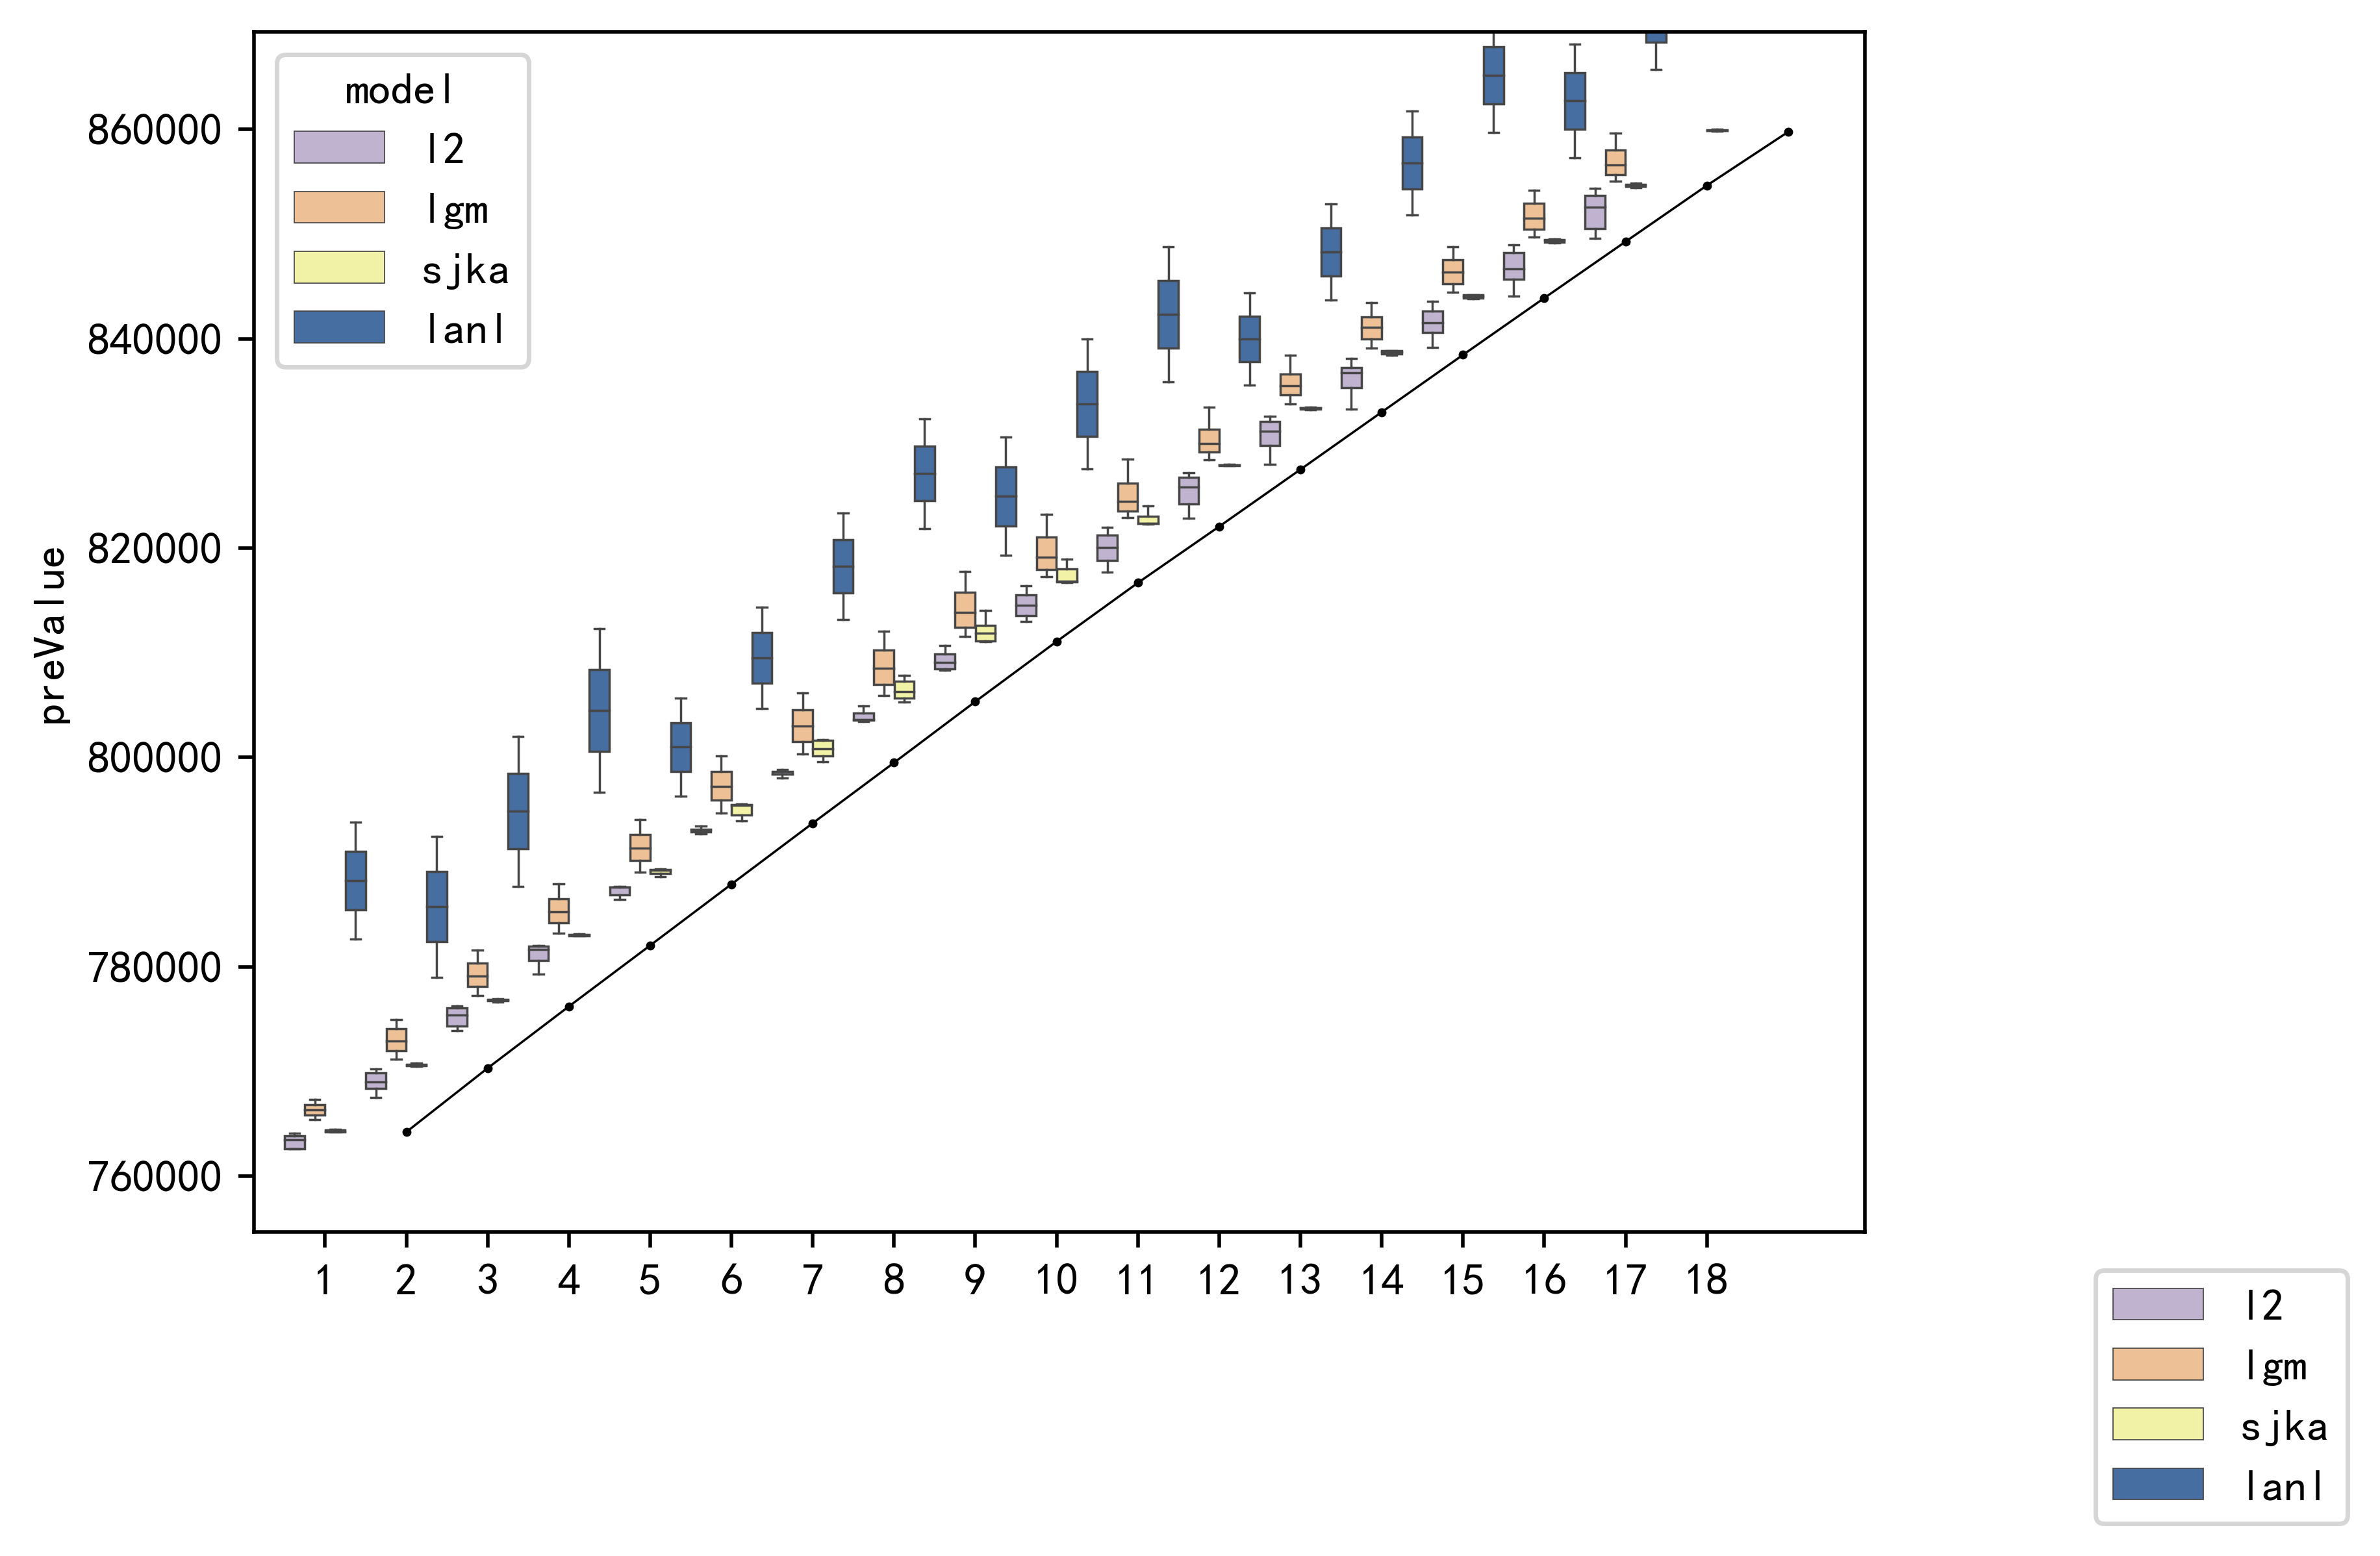 model
l2
lgm
sjka
lanl
860000
840000
820000
800000
780000
760000
preValue
1 2 3 4 5 6 7 8 9 10 11 12 13 14 15 16 17 18
l2
lgm
sjka
lanl